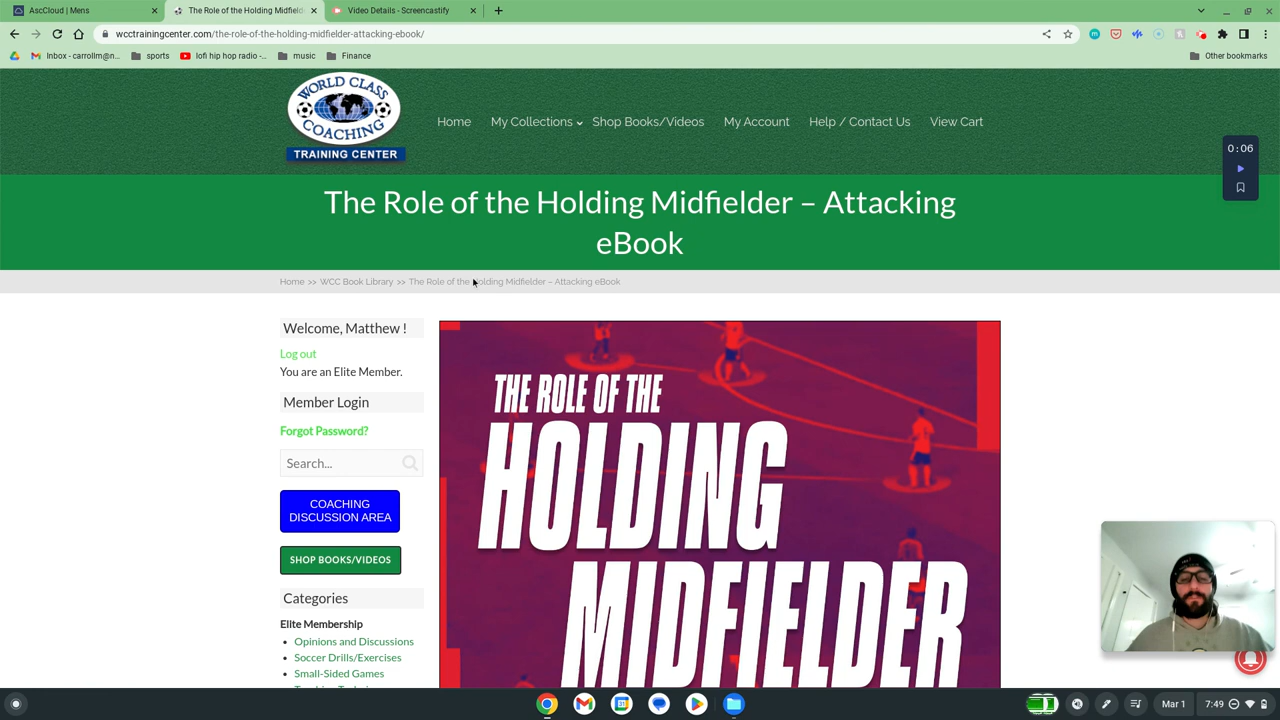 AscCloud | Mens
The Role of the Holding Midfield
Video Details - Screencastify
wcctrainingcenter.com/the-role-of-the-holding-midfielder-attacking-ebook/
Inbox - carrollm@n...
sports
lofi hip hop radio -...
music
Finance
Other bookmarks
WORLD CLASS
COACHING
TRAINING CENTER
Home
My Collections
Shop Books/Videos
My Account
Help / Contact Us
View Cart
0:06
The Role of the Holding Midfielder – Attacking
eBook
Home >> WCC Book Library >> The Role of the Holding Midfielder – Attacking eBook
Welcome, Matthew !
Log out
You are an Elite Member.
Member Login
Forgot Password?
Search...
COACHING
DISCUSSION AREA
SHOP BOOKS/VIDEOS
Categories
Elite Membership
Opinions and Discussions
Soccer Drills/Exercises
Small-Sided Games
THE ROLE OF THE
HOLDING
MIDFIELDER
Mar 1
7:49